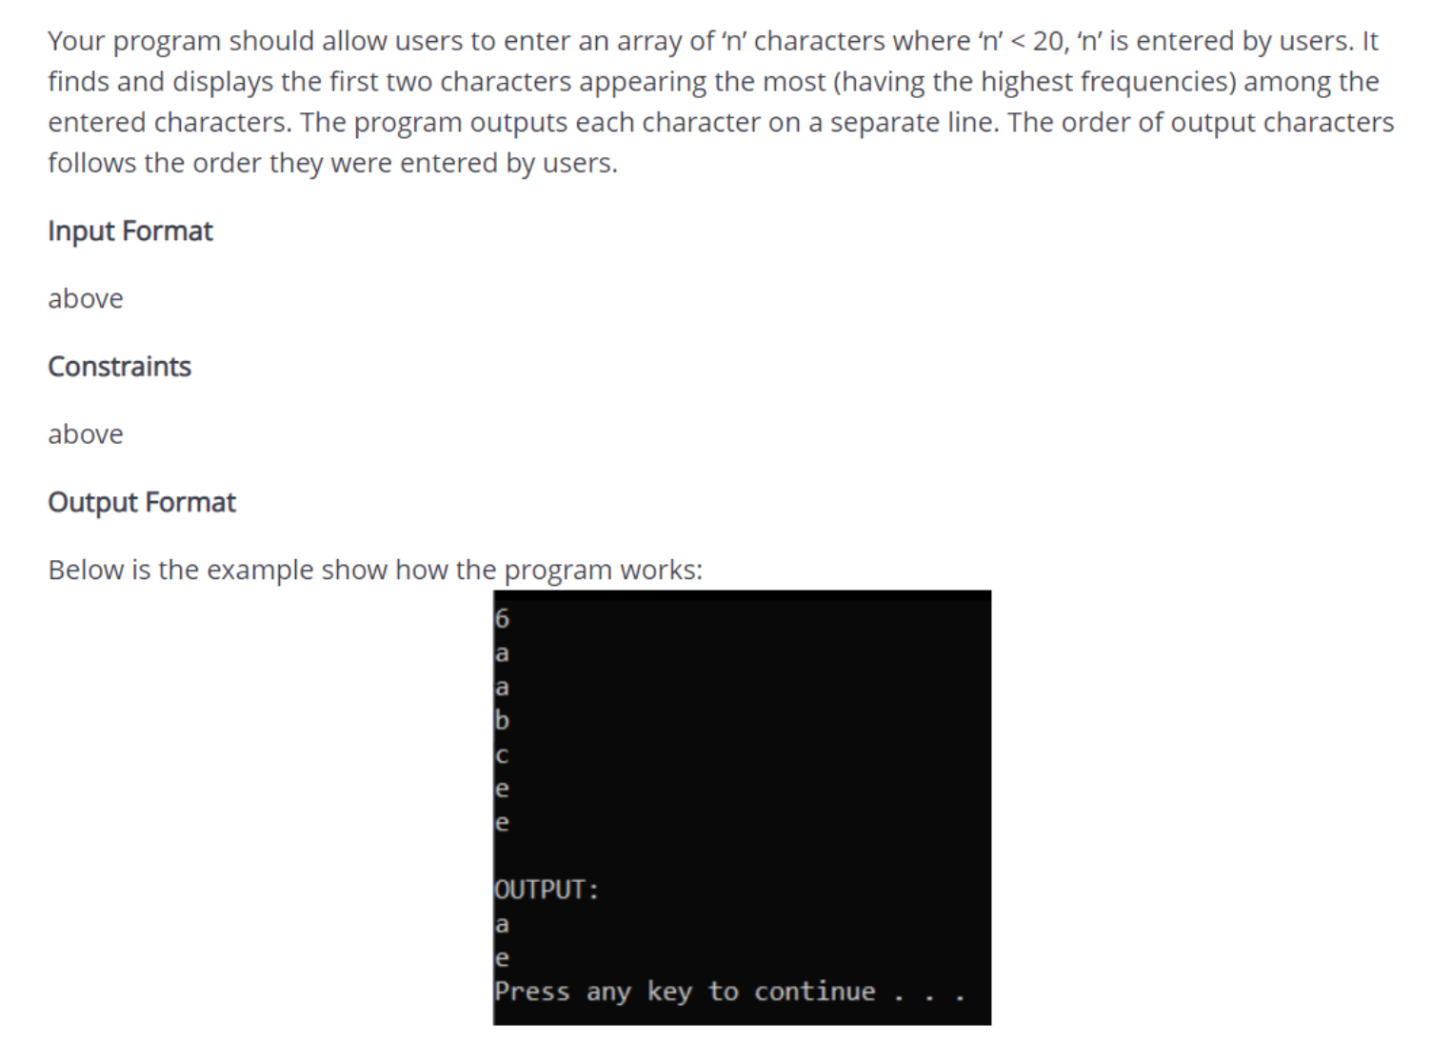 Your program should allow users to enter an array of ‘n’ characters where ‘n’ < 20, ‘n’ is entered by users. It
finds and displays the first two characters appearing the most (having the highest frequencies) among the
entered characters. The program outputs each character on a separate line. The order of output characters
follows the order they were entered by users.
Input Format
above
Constraints
above
Output Format
Below is the example show how the program works:
6
a
a
b
c
e
e
OUTPUT:
a
e
Press any key to continue . . .